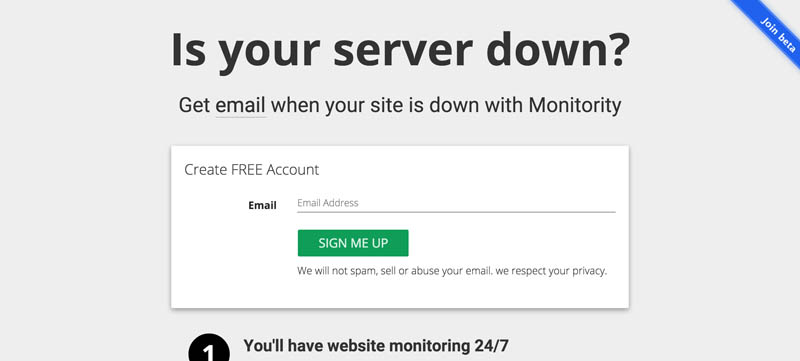 Join beta
Is your server down?
Get email when your site is down with Monitority
Create FREE Account
Email
Email Address
SIGN ME UP
We will not spam, sell or abuse your email. we respect your privacy.
1
You'll have website monitoring 24/7